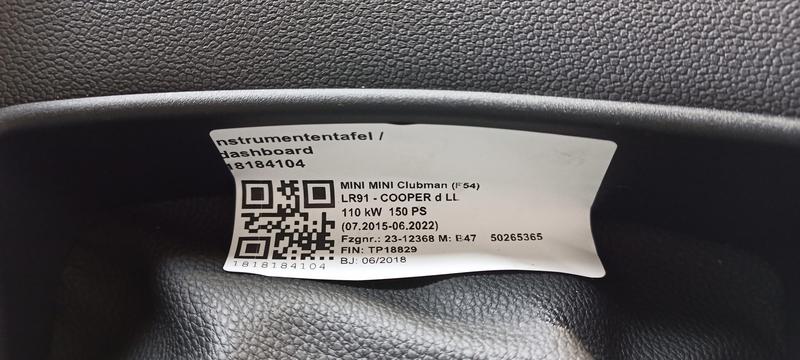 nstrumententafel /
dashboard
18184104
MINI MINI Clubman (F54)
LR91 - COOPER d LL
110 kW 150 PS
(07.2015-06.2022)
Fzgnr.: 23-12368 M: B47 50265365
FIN: TP18829
BJ: 06/2018
1818184104